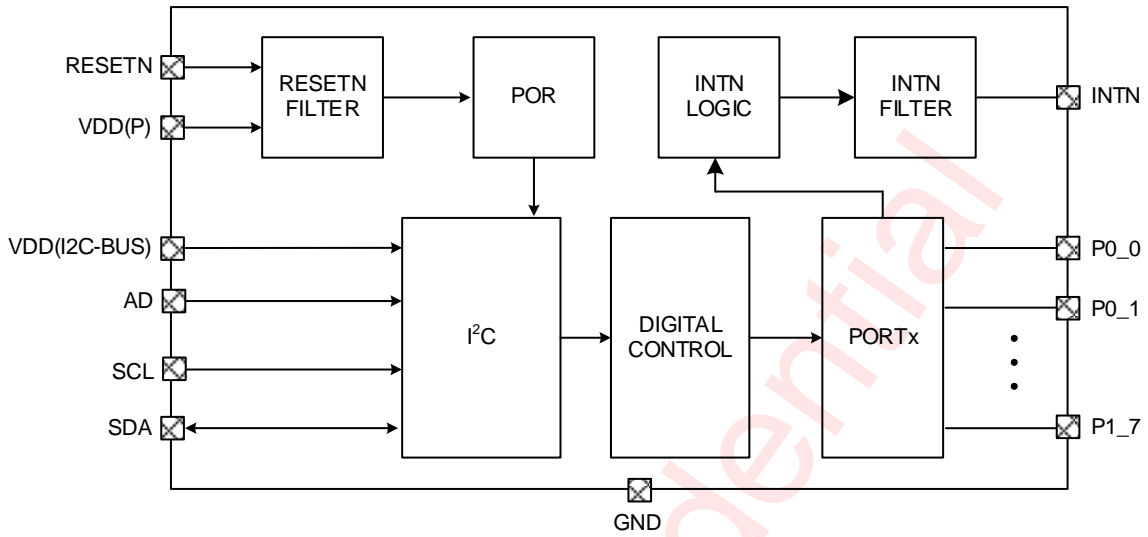 RESETN
VDD(P)
RESETN
FILTER
POR
INTN
LOGIC
INTN
FILTER
INTN
VDD(I2C-BUS)
AD
SCL
SDA
I²C
DIGITAL
CONTROL
PORTx
P0_0
P0_1
P1_7
GND
dential